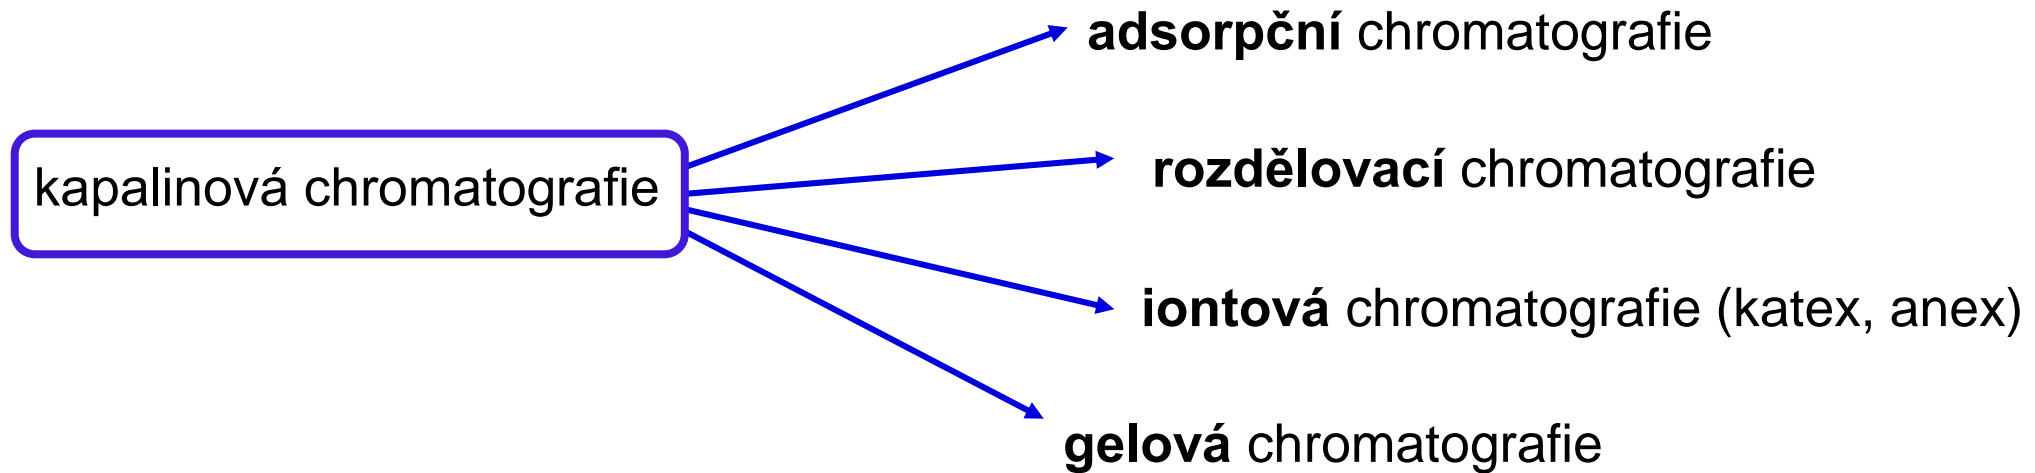 adsorpční chromatografie
rozdělovací chromatografie
kapalinová chromatografie
iontová chromatografie (katex, anex)
gelová chromatografie